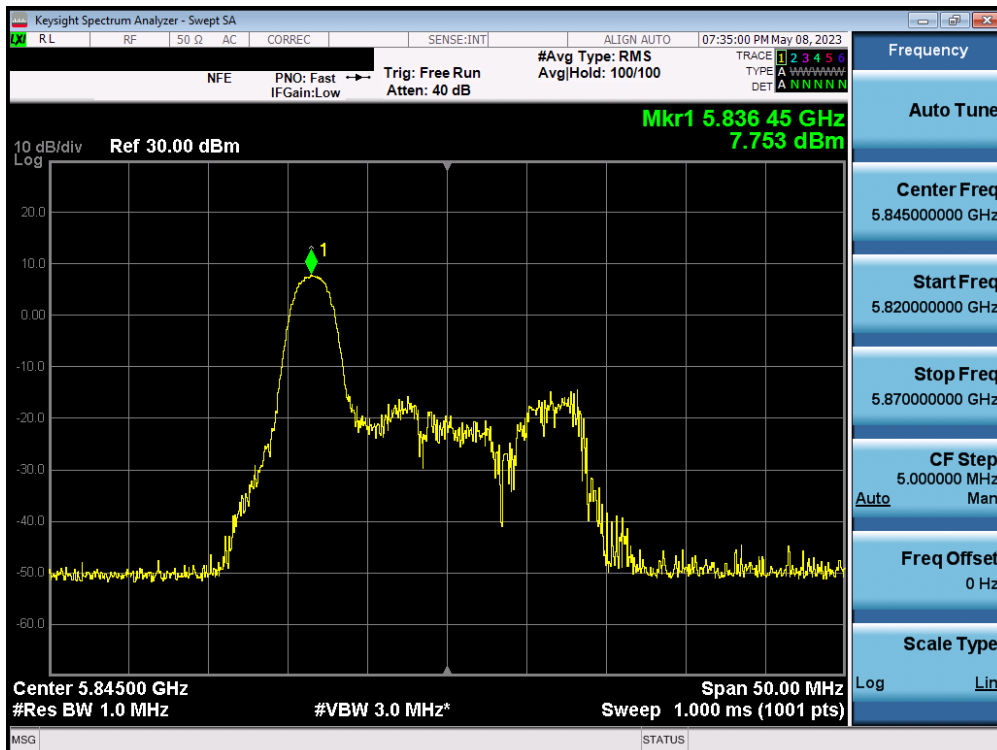 Keysight Spectrum Analyzer - Swept SA
LXI RL RF 50 Ω AC CORREC SENSE:INT ALIGN AUTO 07:35:00 PM May 08, 2023
NFE PNO: Fast Trig: Free Run #Avg Type: RMS TRACE 1 2 3 4 5 6
IFGain:Low Atten: 40 dB Avg|Hold: 100/100 TYPE A WWWWW
DET A N N N N N
Mkr1 5.836 45 GHz
7.753 dBm
10 dB/div Ref 30.00 dBm
Log
20.0
10.0
1
0.00
-10.0
-20.0
-30.0
-40.0
-50.0
-60.0
Center 5.84500 GHz Span 50.00 MHz
#Res BW 1.0 MHz #VBW 3.0 MHz* Sweep 1.000 ms (1001 pts)
MSG STATUS
Frequency
Auto Tune
Center Freq
5.845000000 GHz
Start Freq
5.820000000 GHz
Stop Freq
5.870000000 GHz
CF Step
5.000000 MHz
Auto Man
Freq Offset
0 Hz
Scale Type
Log Lin